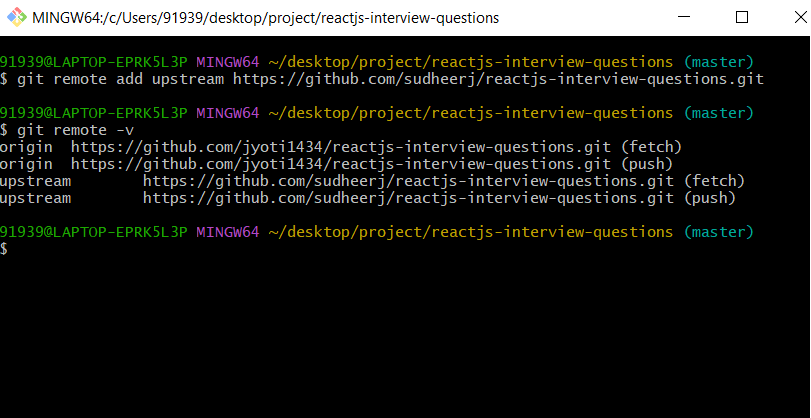 MINGW64:/c/Users/91939/desktop/project/reactjs-interview-questions
91939@LAPTOP-EPRK5L3P MINGW64 ~/desktop/project/reactjs-interview-questions (master)
$ git remote add upstream https://github.com/sudheerj/reactjs-interview-questions.git
91939@LAPTOP-EPRK5L3P MINGW64 ~/desktop/project/reactjs-interview-questions (master)
$ git remote -v
origin  https://github.com/jyoti1434/reactjs-interview-questions.git (fetch)
origin  https://github.com/jyoti1434/reactjs-interview-questions.git (push)
upstream        https://github.com/sudheerj/reactjs-interview-questions.git (fetch)
upstream        https://github.com/sudheerj/reactjs-interview-questions.git (push)
91939@LAPTOP-EPRK5L3P MINGW64 ~/desktop/project/reactjs-interview-questions (master)
$